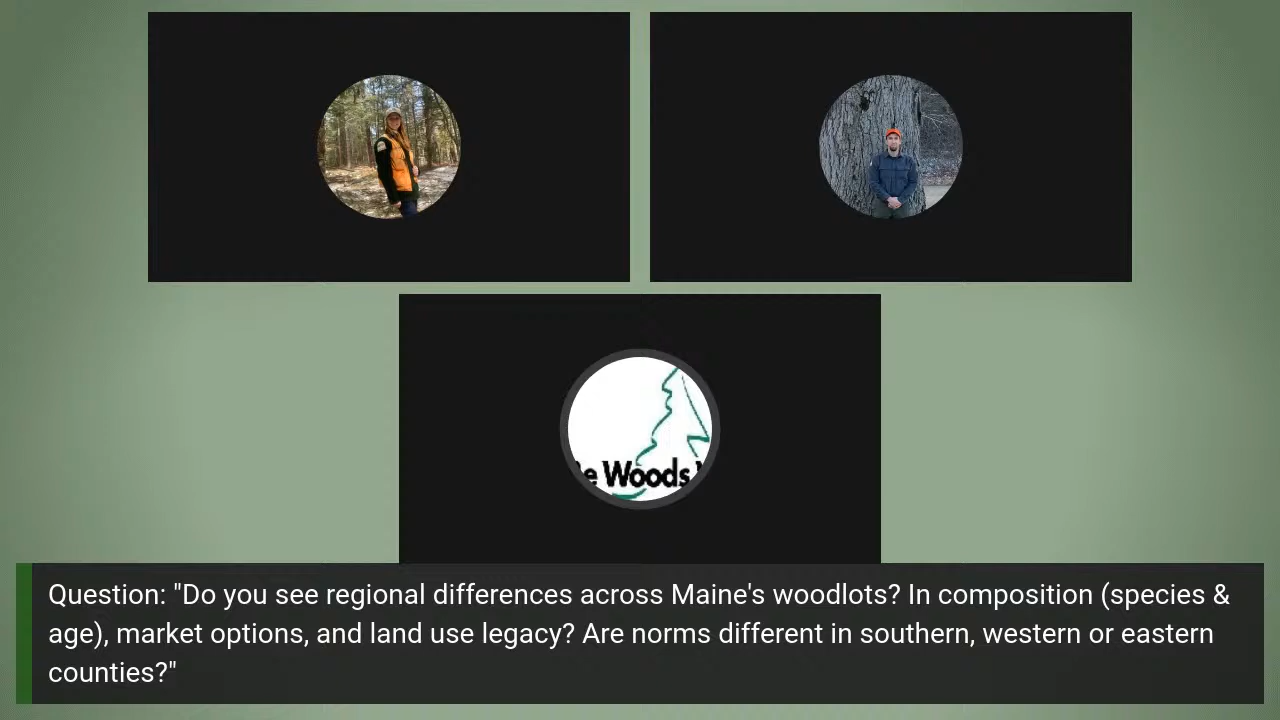 e Woods
Question: "Do you see regional differences across Maine's woodlots? In composition (species &
age), market options, and land use legacy? Are norms different in southern, western or eastern
counties?"